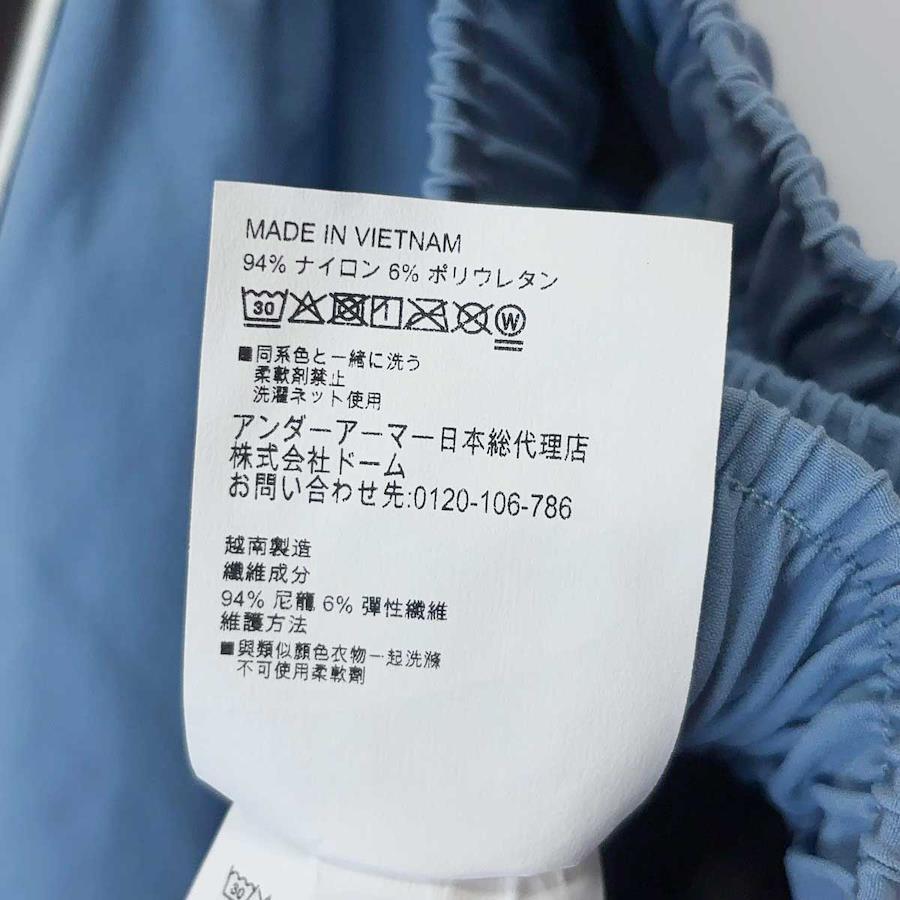 MADE IN VIETNAM
94% ナイロン 6% ポリウレタン
30 W
■同系色と一緒に洗う
柔軟剤禁止
洗濯ネット使用
アンダーアーマー日本総代理店
株式会社ドーム
お問い合わせ先:0120-106-786
越南製造
纖維成分
94% 尼龍 6% 彈性纖維
維護方法
■與類似顏色衣物一起洗滌
不可使用柔軟劑
30